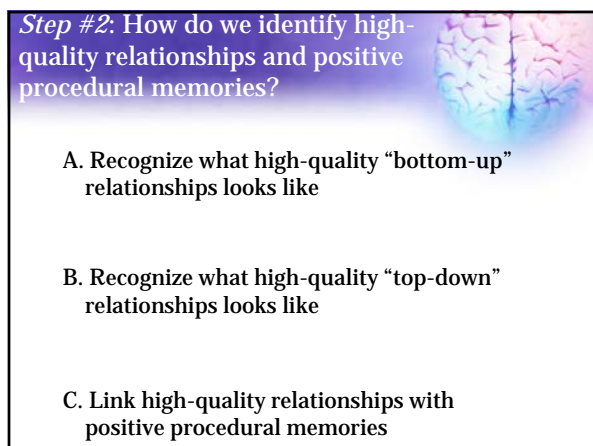 Step #2: How do we identify high-
quality relationships and positive
procedural memories?
A. Recognize what high-quality “bottom-up”
relationships looks like
B. Recognize what high-quality “top-down”
relationships looks like
C. Link high-quality relationships with
positive procedural memories